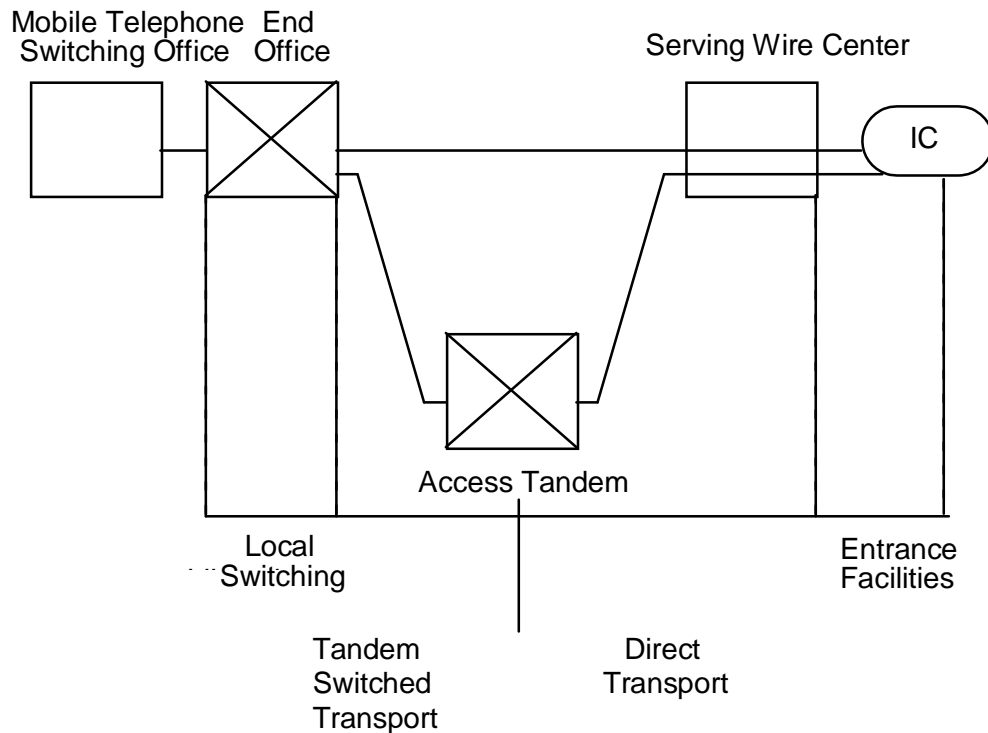 Mobile Telephone
Switching Office
End
Office
Serving Wire Center
IC
Access Tandem
Local
Switching
Entrance
Facilities
Tandem
Switched
Transport
Direct
Transport